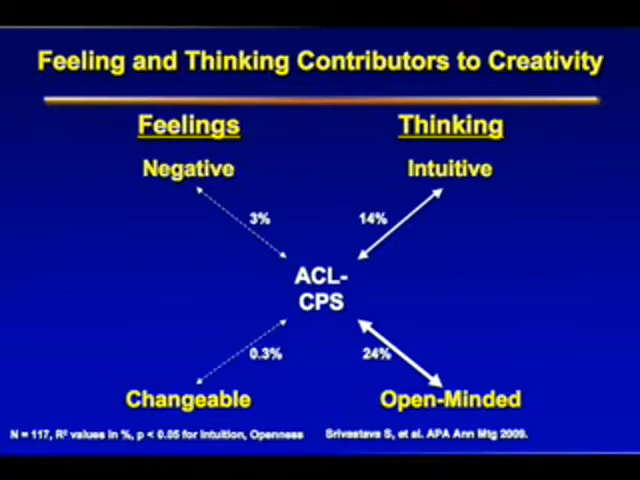 Feeling and Thinking Contributors to Creativity
Feelings
Thinking
Negative
Intuitive
3%
14%
ACL-
CPS
0.3%
24%
Changeable
Open-Minded
N = 117, R² values in %, p < 0.05 for Intuition, Openness
Srivastava S, et al. APA Ann Mtg 2009.